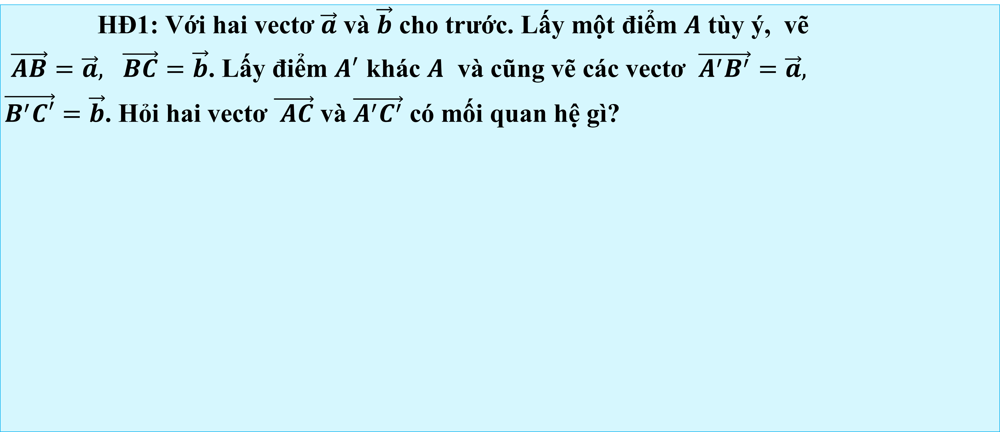 HĐ1: Với hai vectơ $\vec{a}$ và $\vec{b}$ cho trước. Lấy một điểm $A$ tùy ý, vẽ
$\overrightarrow{AB} = \vec{a}$, $\overrightarrow{BC} = \vec{b}$. Lấy điểm $A'$ khác $A$ và cũng vẽ các vectơ $\overrightarrow{A'B'} = \vec{a}$,
$\overrightarrow{B'C'} = \vec{b}$. Hỏi hai vectơ $\overrightarrow{AC}$ và $\overrightarrow{A'C'}$ có mối quan hệ gì?